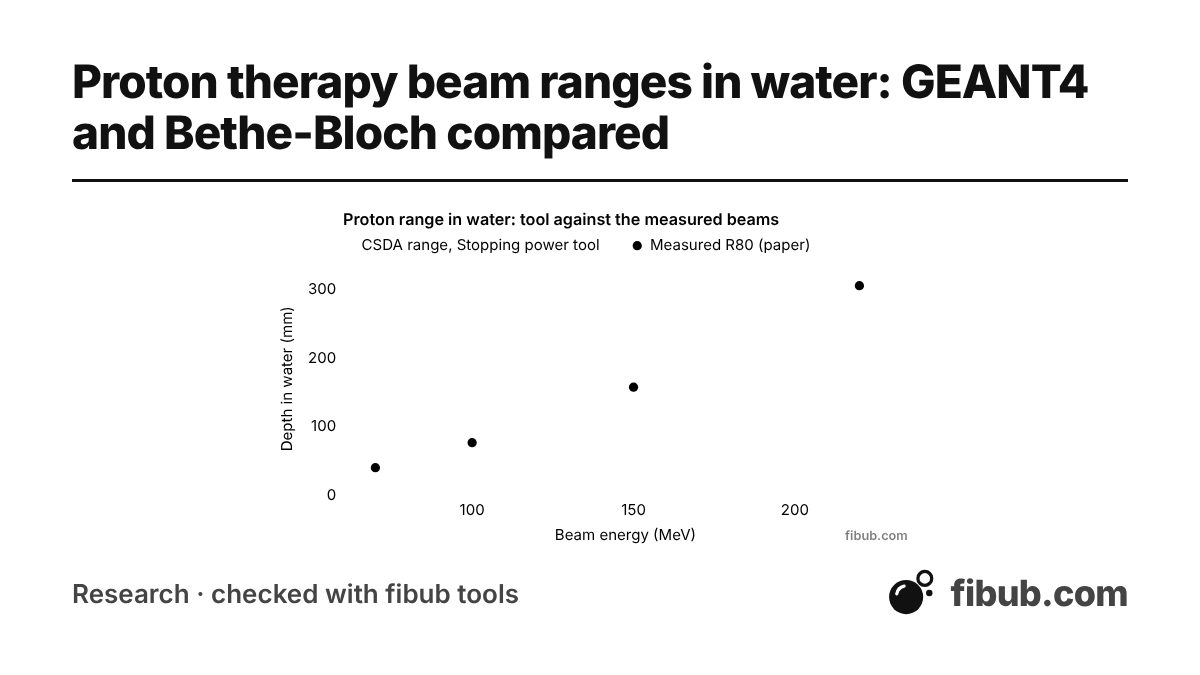 Proton therapy beam ranges in water: GEANT4
and Bethe-Bloch compared
Proton range in water: tool against the measured beams
CSDA range, Stopping power tool
Measured R80 (paper)
300
200
100
0
Depth in water (mm)
100
150
200
Beam energy (MeV)
fibub.com
Research · checked with fibub tools
fibub.com